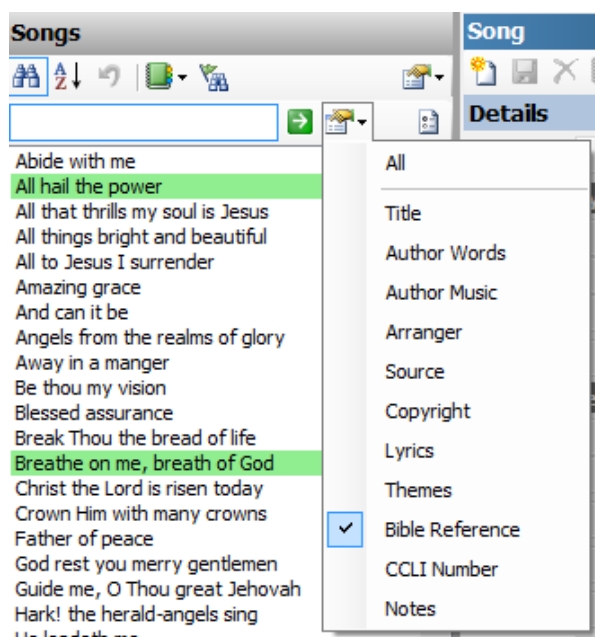 Songs
Song
Details
Abide with me
All hail the power
All that thrills my soul is Jesus
All things bright and beautiful
All to Jesus I surrender
Amazing grace
And can it be
Angels from the realms of glory
Away in a manger
Be thou my vision
Blessed assurance
Break Thou the bread of life
Breathe on me, breath of God
Christ the Lord is risen today
Crown Him with many crowns
Father of peace
God rest you merry gentlemen
Guide me, O Thou great Jehovah
Hark! the herald-angels sing
All
Title
Author Words
Author Music
Arranger
Source
Copyright
Lyrics
Themes
Bible Reference
CCLI Number
Notes